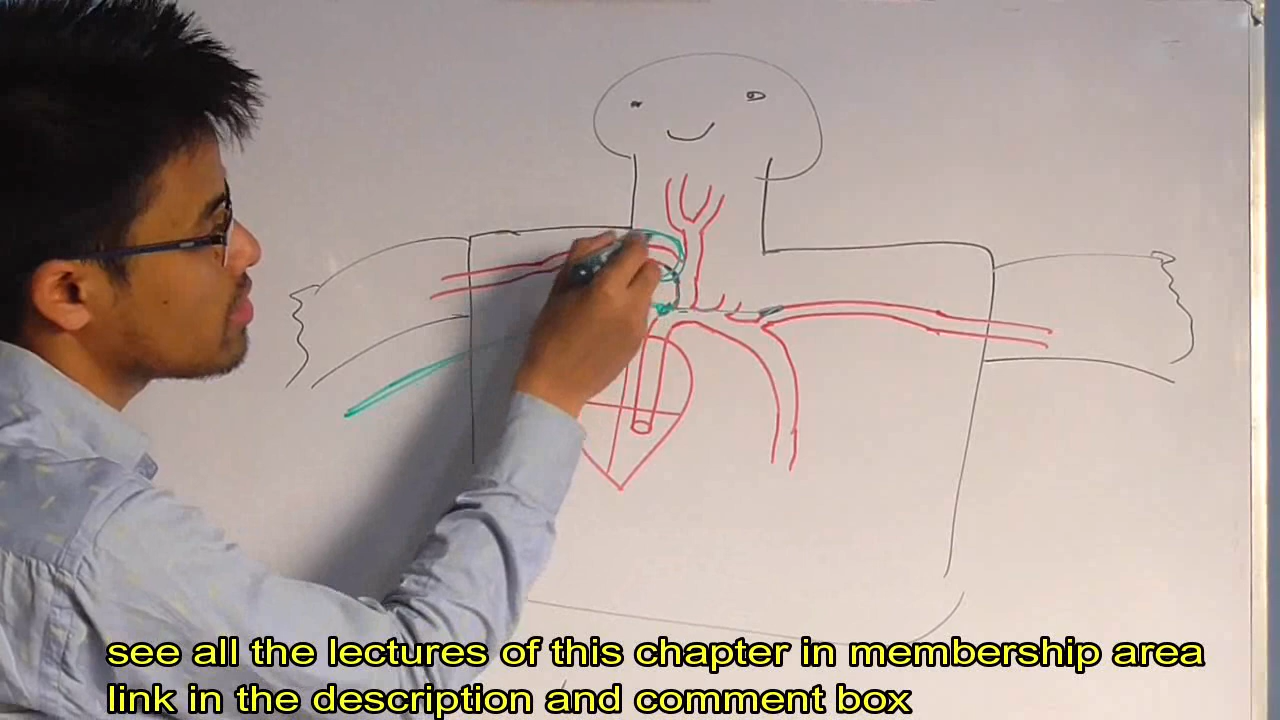 see all the lectures of this chapter in membership area
link in the description and comment box